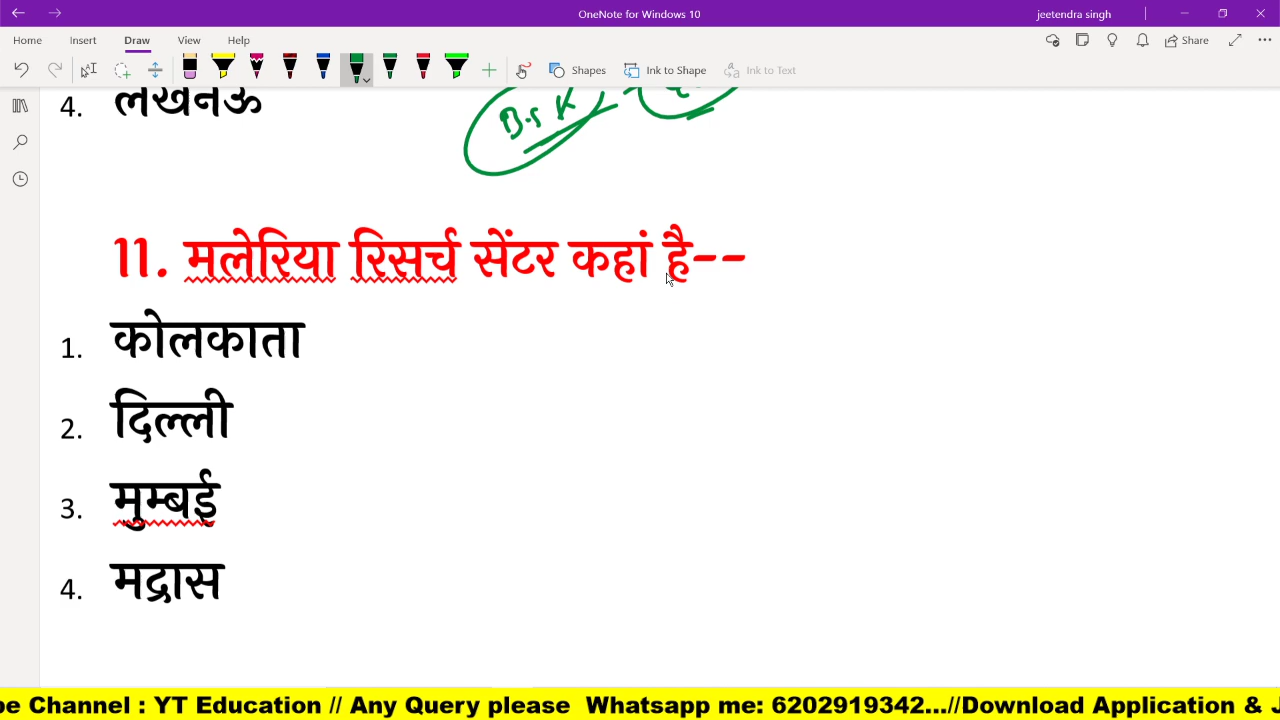 OneNote for Windows 10
jeetendra singh
Home Insert Draw View Help
Share
Shapes Ink to Shape Ink to Text
4. लखनऊ
B.S K
11. मलेरिया रिसर्च सेंटर कहां है--
1. कोलकाता
2. दिल्ली
3. मुम्बई
4. मद्रास
be Channel : YT Education // Any Query please Whatsapp me: 6202919342...//Download Application & J